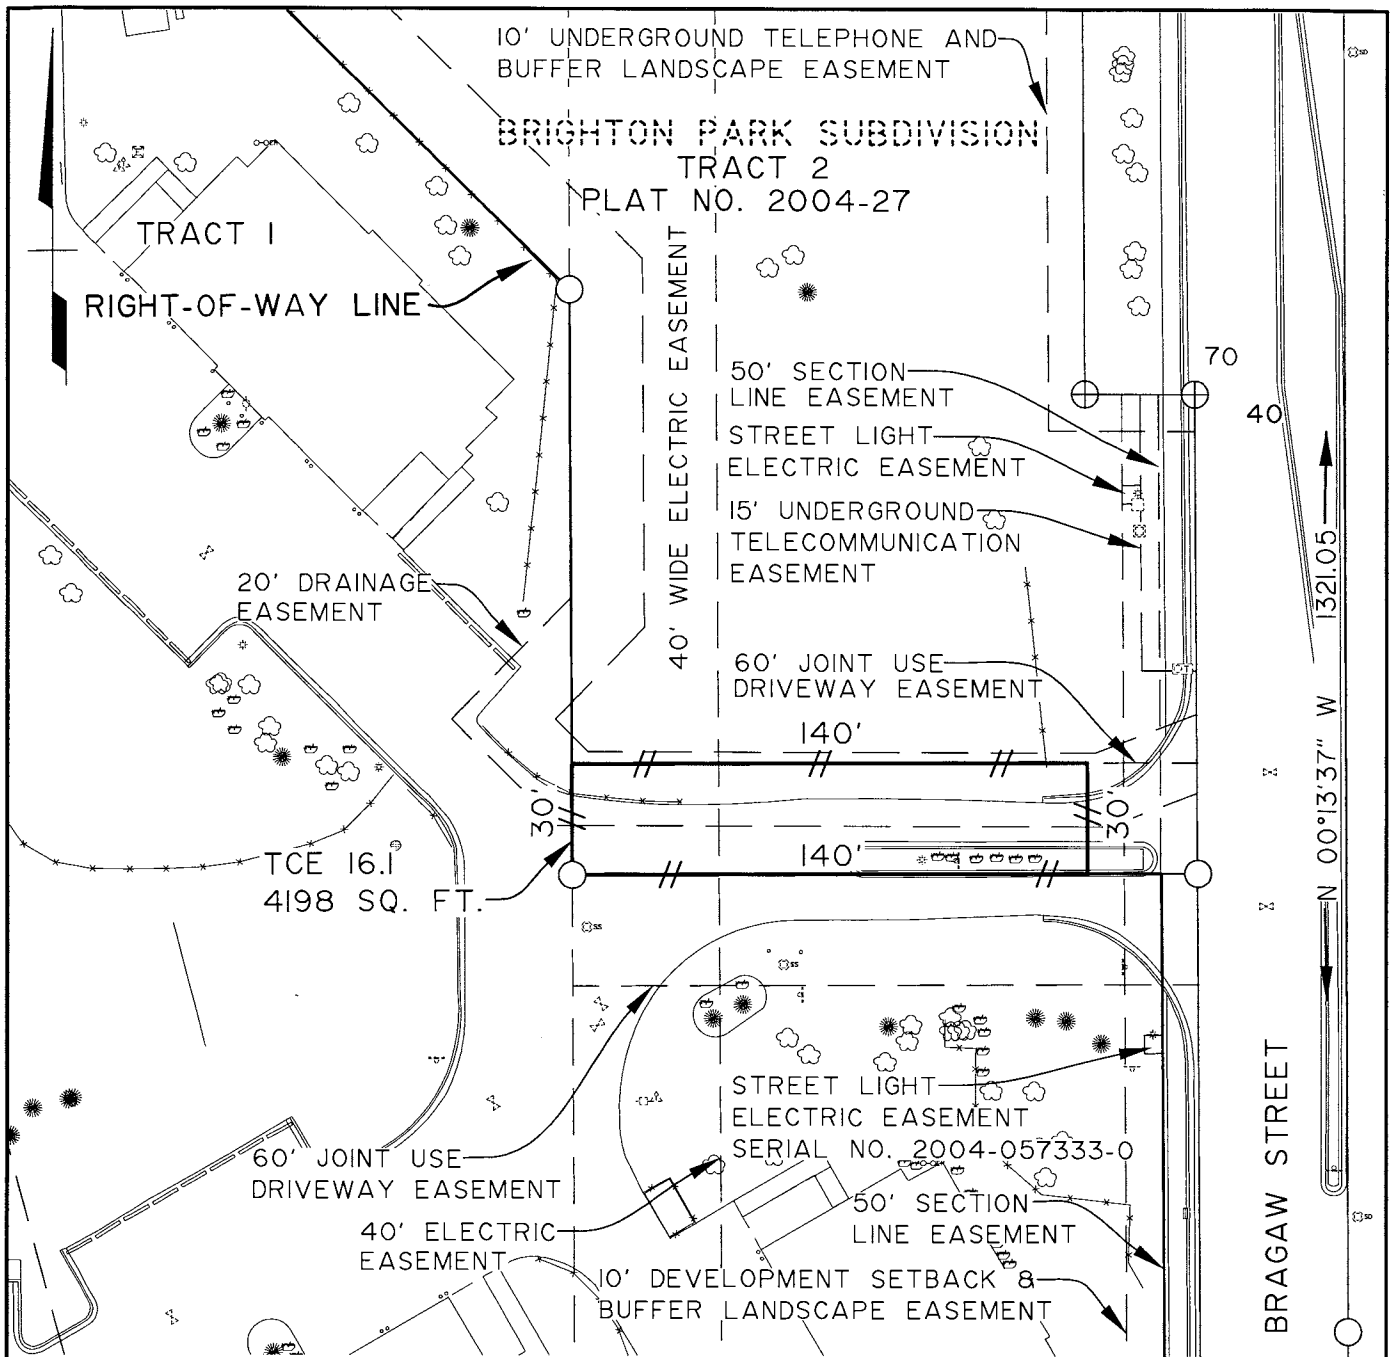 10' UNDERGROUND TELEPHONE AND
BUFFER LANDSCAPE EASEMENT
BRIGHTON PARK SUBDIVISION
TRACT 2
PLAT NO. 2004-27
TRACT 1
RIGHT-OF-WAY LINE
40' WIDE ELECTRIC EASEMENT
70
50' SECTION
LINE EASEMENT
40
STREET LIGHT
ELECTRIC EASEMENT
15' UNDERGROUND
TELECOMMUNICATION
EASEMENT
20' DRAINAGE
EASEMENT
60' JOINT USE
DRIVEWAY EASEMENT
N 00°13'37" W 1321.05
140'
30'
30'
140'
TCE 16.1
4198 SQ. FT.
STREET LIGHT
ELECTRIC EASEMENT
SERIAL NO. 2004-057333-0
60' JOINT USE
DRIVEWAY EASEMENT
50' SECTION
LINE EASEMENT
40' ELECTRIC
EASEMENT
10' DEVELOPMENT SETBACK &
BUFFER LANDSCAPE EASEMENT
BRAGAW STREET